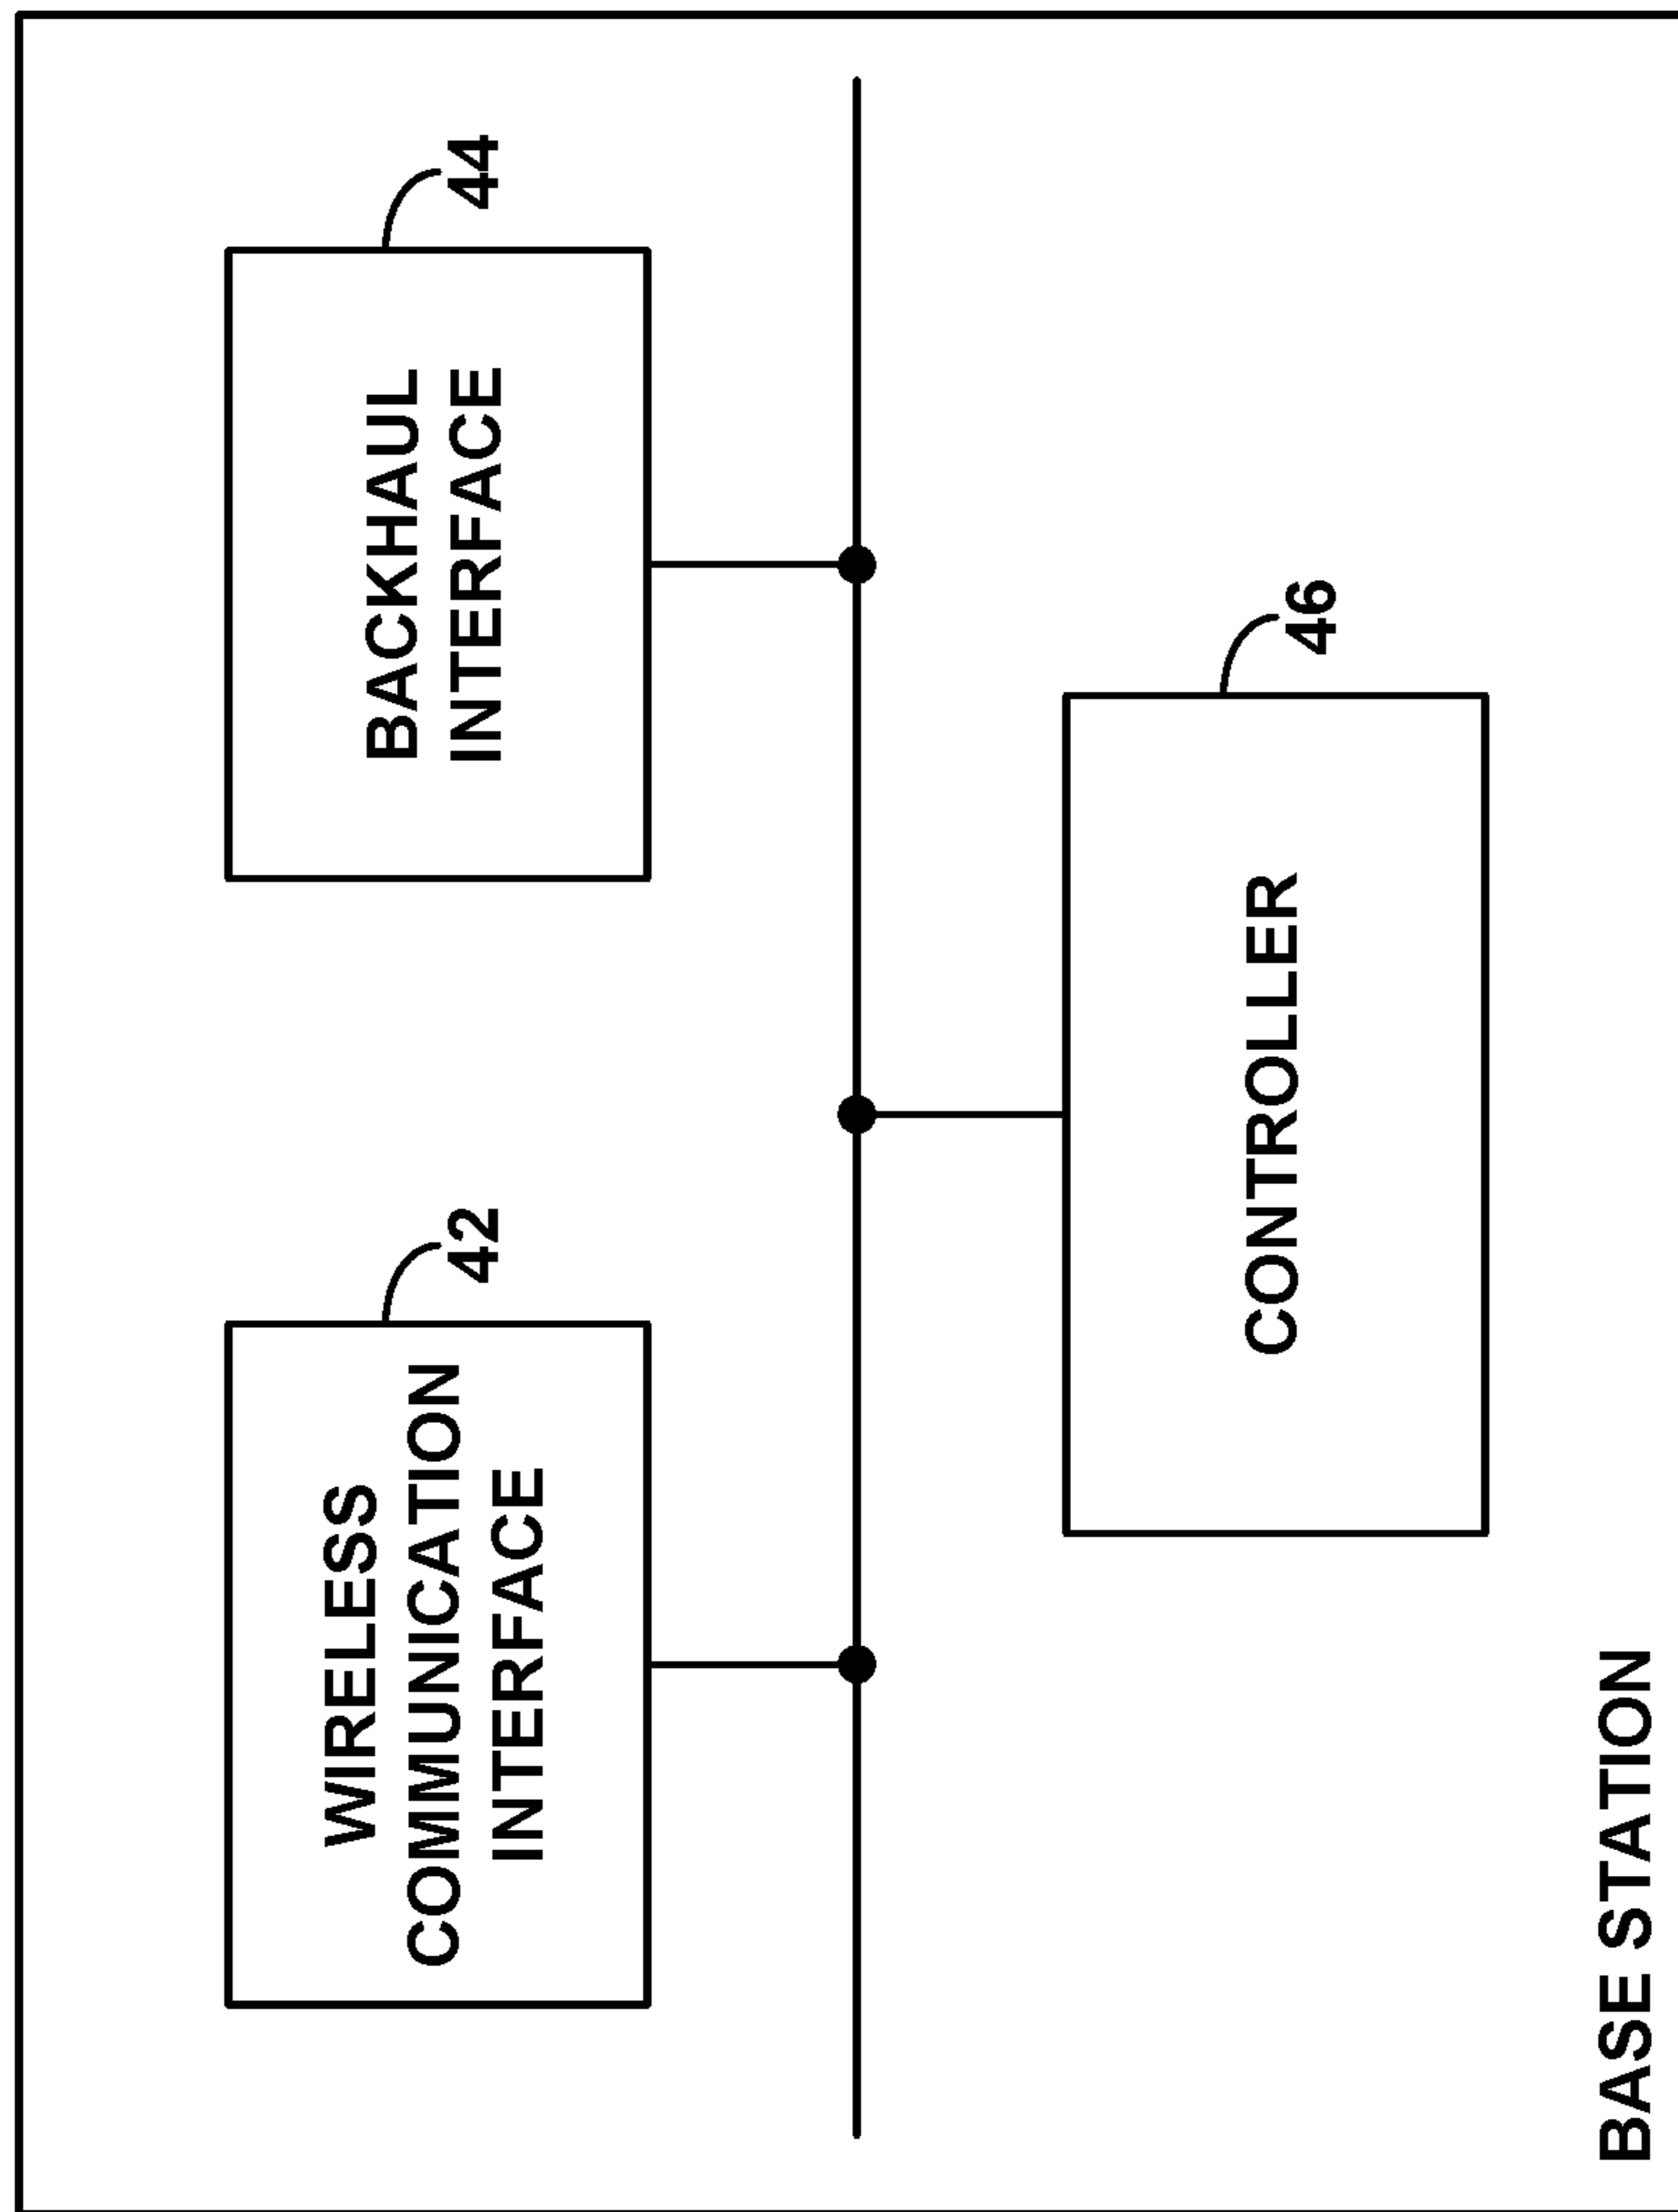 WIRELESS
COMMUNICATION
INTERFACE
42
BACKHAUL
INTERFACE
44
CONTROLLER
46
BASE STATION